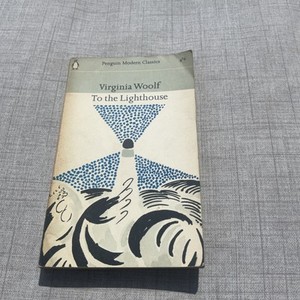 Penguin Modern Classics
Virginia Woolf
To the Lighthouse